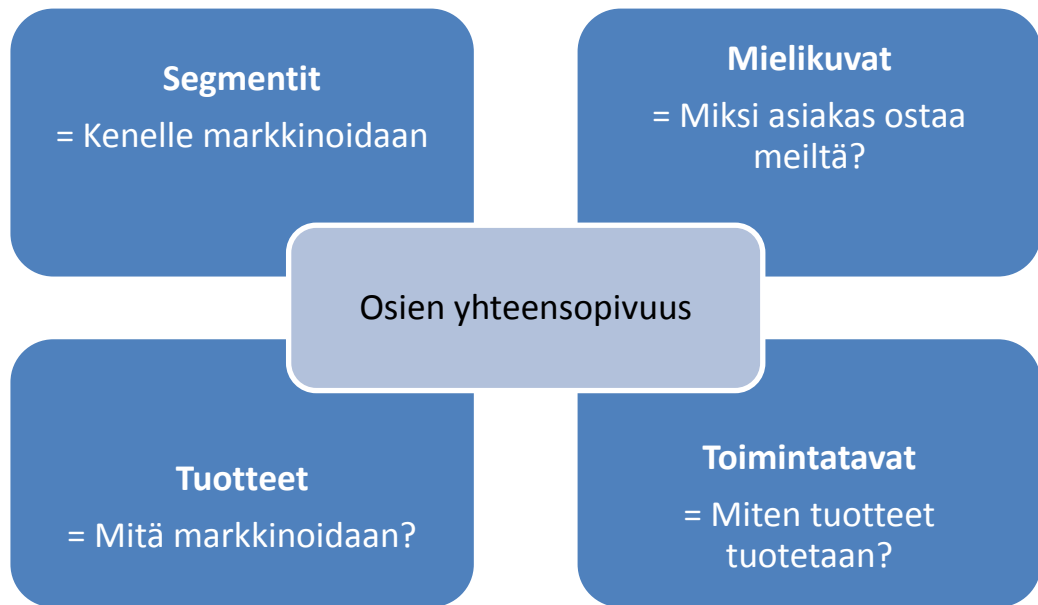 Segmentit
= Kenelle markkinoidaan
Mielikuvat
= Miksi asiakas ostaa
meiltä?
Osien yhteensopivuus
Tuotteet
= Mitä markkinoidaan?
Toimintatavat
= Miten tuotteet
tuotetaan?